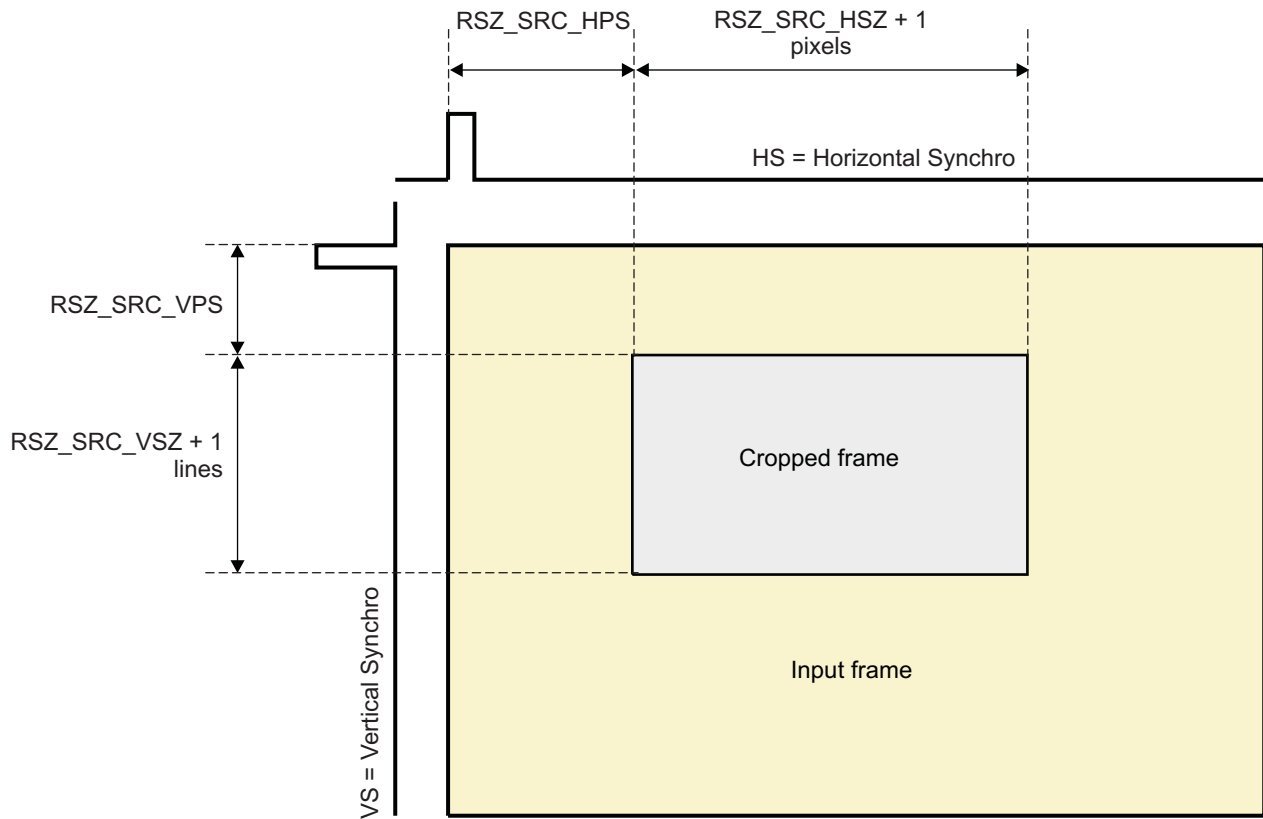 RSZ_SRC_HPS
RSZ_SRC_HSZ + 1
pixels
HS = Horizontal Synchro
RSZ_SRC_VPS
RSZ_SRC_VSZ + 1
lines
Cropped frame
Input frame
VS = Vertical Synchro